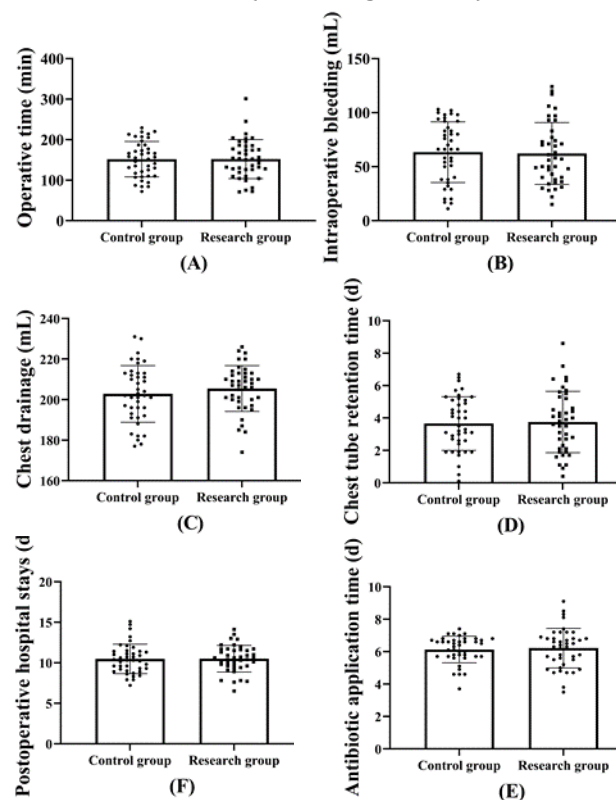 Operative time (min)
400
300
200
100
0
Control group
Research group
(A)
Intraoperative bleeding (mL)
150
100
50
0
Control group
Research group
(B)
Chest drainage (mL)
240
220
200
180
160
Control group
Research group
(C)
Chest tube retention time (d)
10
8
6
4
2
0
Control group
Research group
(D)
Postoperative hospital stays (d
20
15
10
5
0
Control group
Research group
(F)
Antibiotic application time (d)
10
8
6
4
2
0
Control group
Research group
(E)